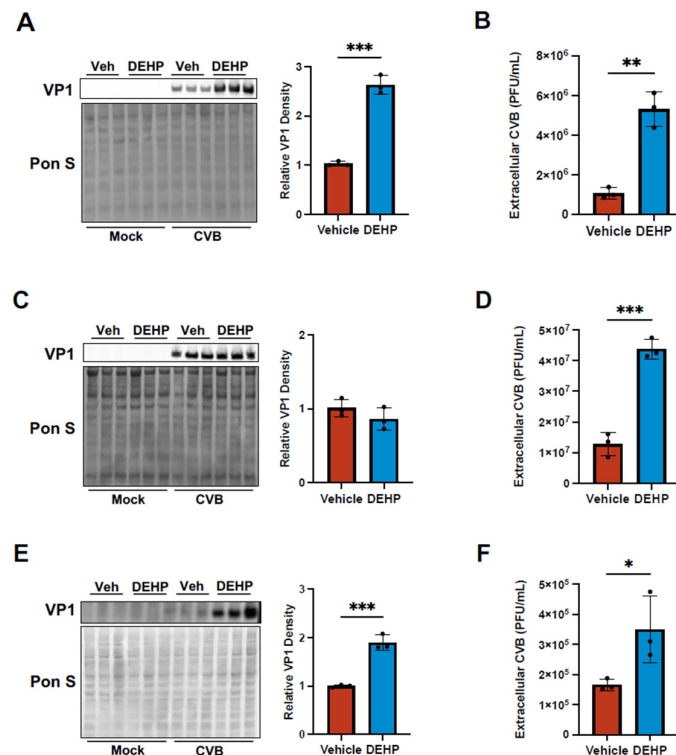 A
Veh DEHP Veh DEHP
VP1
Pon S
Mock CVB
***
Relative VP1 Density
3
2
1
0
Vehicle DEHP
B
**
Extracellular CVB (PFU/mL)
8×10⁶
6×10⁶
4×10⁶
2×10⁶
0
Vehicle DEHP
C
Veh DEHP Veh DEHP
VP1
Pon S
Mock CVB
Relative VP1 Density
2
1
0
Vehicle DEHP
D
***
Extracellular CVB (PFU/mL)
5×10⁷
4×10⁷
3×10⁷
2×10⁷
1×10⁷
0
Vehicle DEHP
E
Veh DEHP Veh DEHP
VP1
Pon S
Mock CVB
***
Relative VP1 Density
3
2
1
0
Vehicle DEHP
F
*
Extracellular CVB (PFU/mL)
5×10⁵
4×10⁵
3×10⁵
2×10⁵
1×10⁵
0
Vehicle DEHP